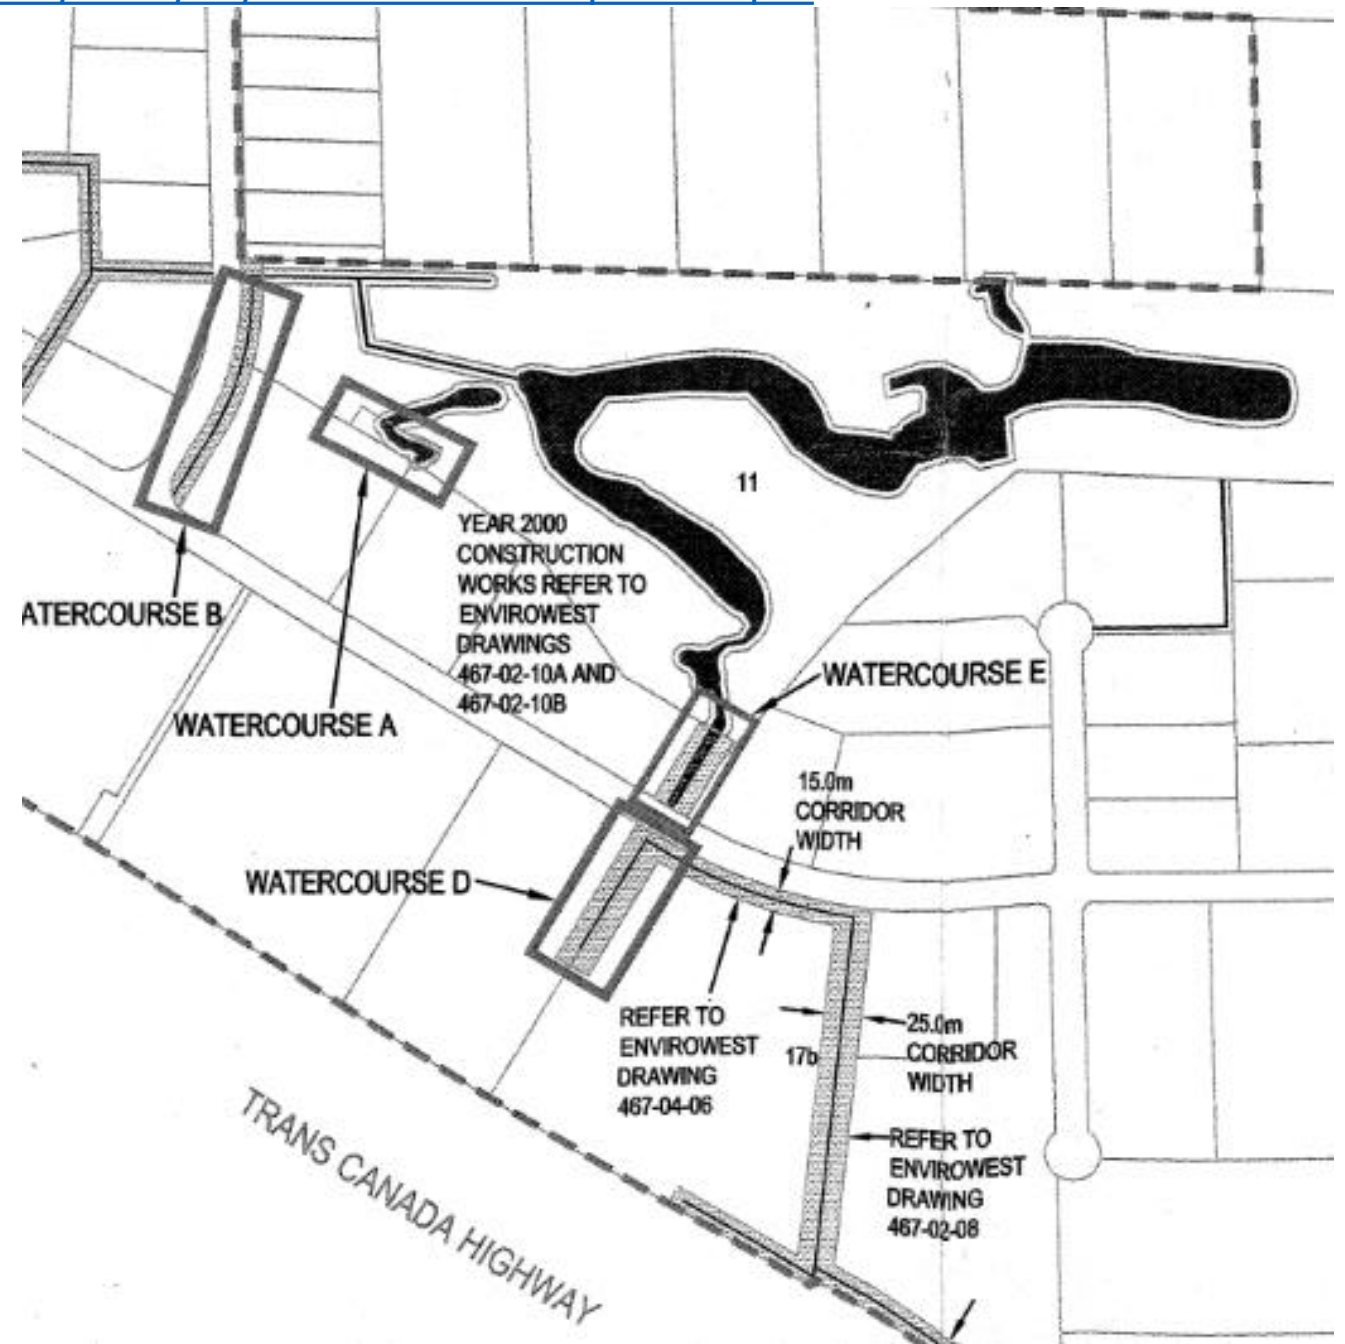 11
YEAR 2000
CONSTRUCTION
WORKS REFER TO
ENVIROWEST
DRAWINGS
467-02-10A AND
467-02-10B
ATERCOURSE B
WATERCOURSE A
WATERCOURSE E
15.0m
CORRIDOR
WIDTH
WATERCOURSE D
REFER TO
ENVIROWEST
DRAWING
467-04-06
17b
25.0m
CORRIDOR
WIDTH
REFER TO
ENVIROWEST
DRAWING
467-02-08
TRANS CANADA HIGHWAY